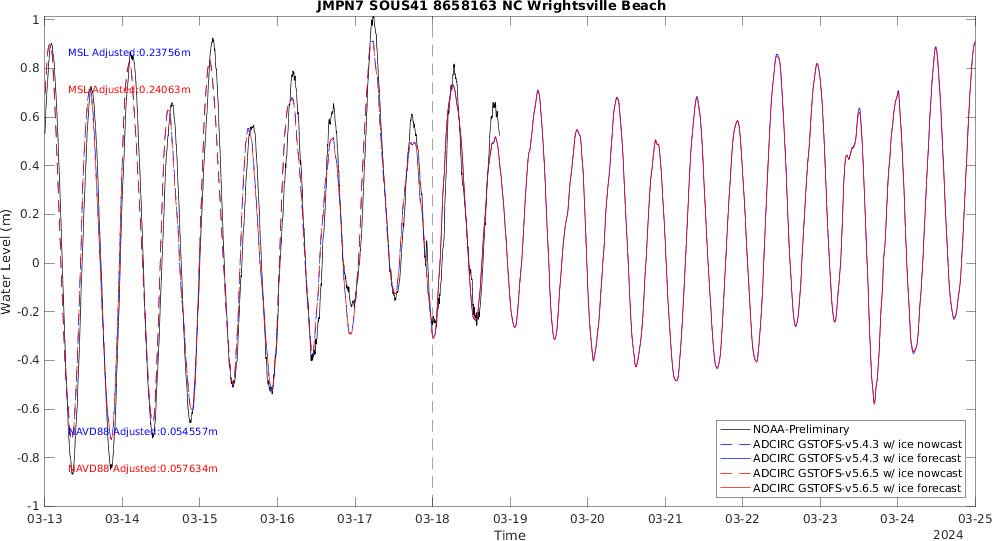 JMPN7 SOUS41 8658163 NC Wrightsville Beach
1
0.8
0.6
0.4
0.2
0
-0.2
-0.4
-0.6
-0.8
-1
Water Level (m)
MSL Adjusted:0.23756m
MSL Adjusted:0.24063m
NAVD88 Adjusted:0.054557m
NAVD88 Adjusted:0.057634m
NOAA-Preliminary
ADCIRC GSTOFS-v5.4.3 w/ ice nowcast
ADCIRC GSTOFS-v5.4.3 w/ ice forecast
ADCIRC GSTOFS-v5.6.5 w/ ice nowcast
ADCIRC GSTOFS-v5.6.5 w/ ice forecast
03-13 03-14 03-15 03-16 03-17 03-18 03-19 03-20 03-21 03-22 03-23 03-24 03-25
Time
2024